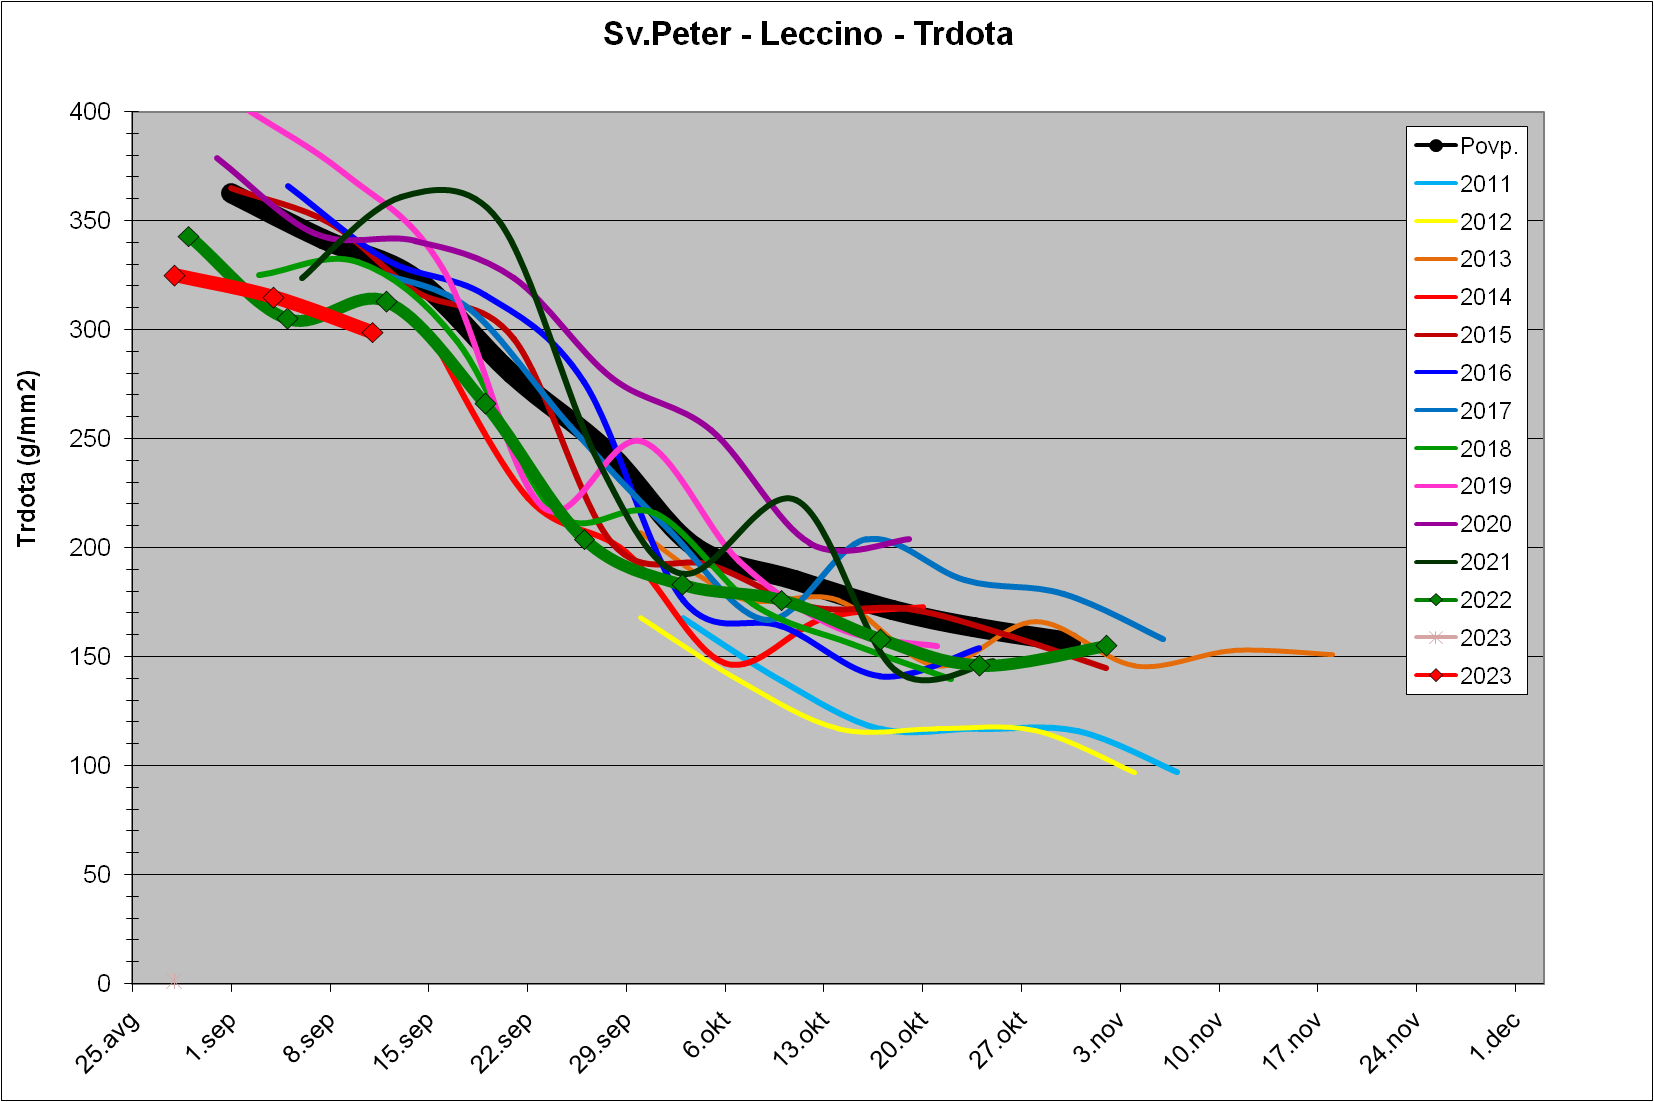 Sv.Peter - Leccino - Trdota
Trdota (g/mm2)
400
350
300
250
200
150
100
50
0
25.avg
1.sep
8.sep
15.sep
22.sep
29.sep
6.okt
13.okt
20.okt
27.okt
3.nov
10.nov
17.nov
24.nov
1.dec
Povp.
2011
2012
2013
2014
2015
2016
2017
2018
2019
2020
2021
2022
2023
2023